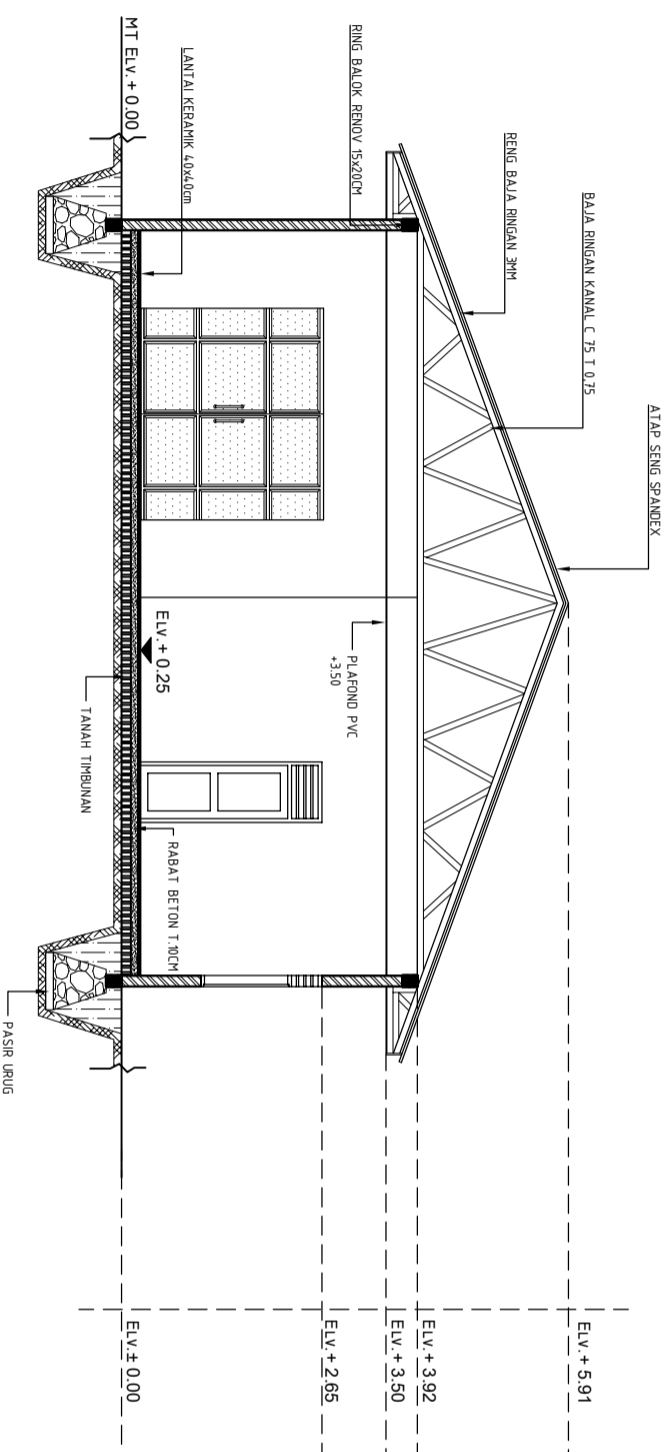 ATAP SENG SPANDEX
BAJA RINGAN KANAL C 75 T 0,75
RENG BAJA RINGAN 3MM
RING BALOK RENOV 15x20CM
LANTAI KERAMIK 40x40cm
MT ELV. + 0.00
PLAFOND PVC
+3.50
ELV. + 0.25
RABAT BETON T.10CM
TANAH TIMBUNAN
PASIR URUG
ELV. + 5.91
ELV. + 3.92
ELV. + 3.50
ELV. + 2.65
ELV. ± 0.00